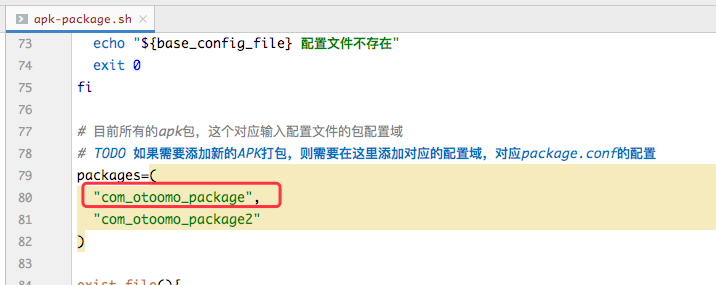 apk-package.sh
73 echo "${base_config_file} 配置文件不存在"
74 exit 0
75 fi
76
77 # 目前所有的apk包，这个对应输入配置文件的包配置域
78 # TODO 如果需要添加新的APK打包，则需要在这里添加对应的配置域，对应package.conf的配置
79 packages=(
80 "com_otoomo_package",
81 "com_otoomo_package2"
82 )
83
84 exist_file(){